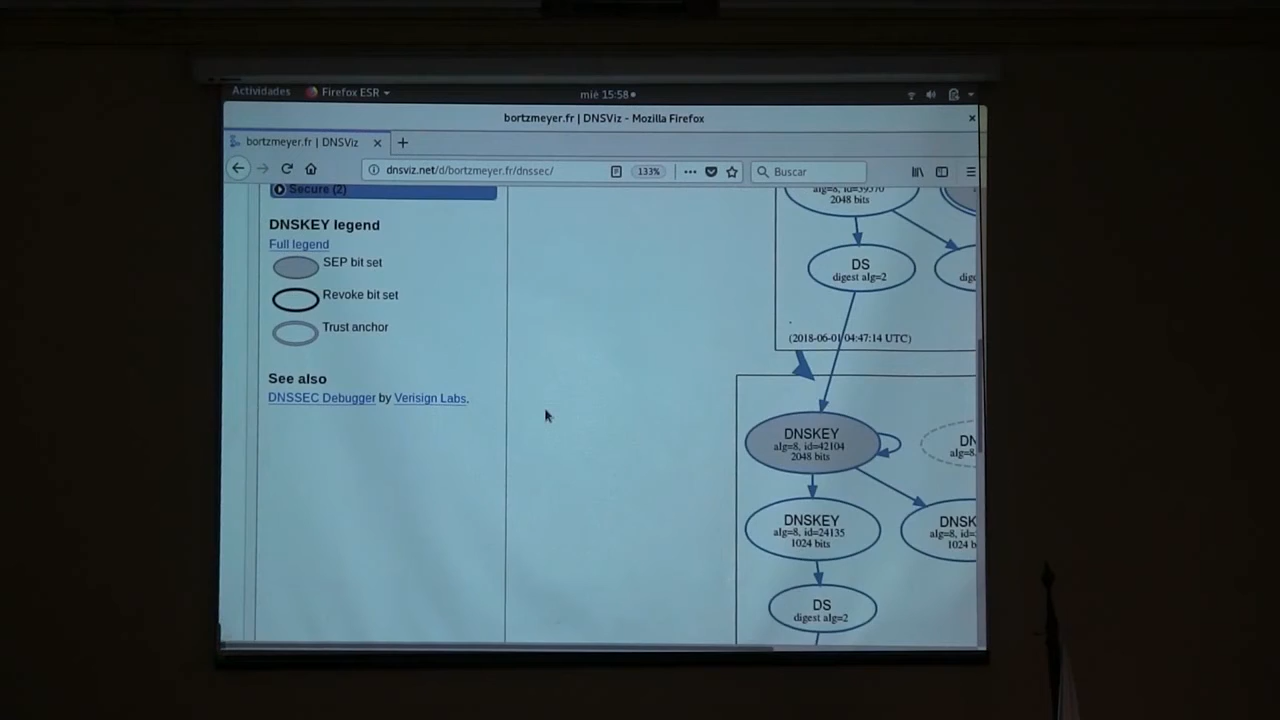 Actividades
Firefox ESR
mié 15:58
bortzmeyer.fr | DNSViz - Mozilla Firefox
bortzmeyer.fr | DNSViz
dnsviz.net/d/bortzmeyer.fr/dnssec/
133%
Buscar
Secure (2)
DNSKEY legend
Full legend
SEP bit set
Revoke bit set
Trust anchor
See also
DNSSEC Debugger by Verisign Labs.
2048 bits
DS
digest alg=2
(2018-06-01 04:47:14 UTC)
DNSKEY
alg=8, id=42104
2048 bits
DNSKEY
alg=8, id=24135
1024 bits
DS
digest alg=2